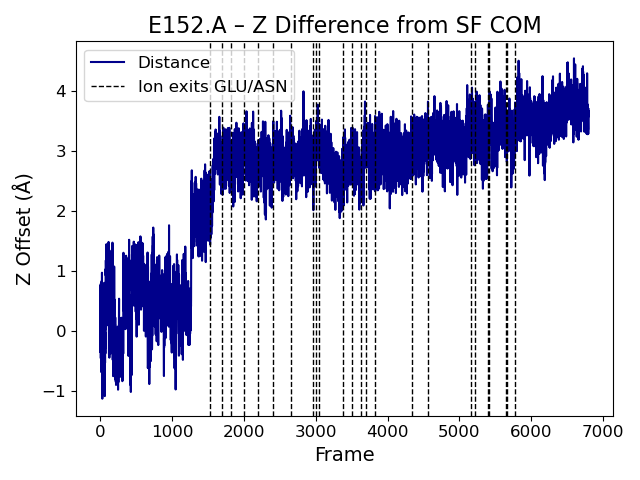 E152.A – Z Difference from SF COM
Distance
Ion exits GLU/ASN
Z Offset (Å)
4
3
2
1
0
−1
0 1000 2000 3000 4000 5000 6000 7000
Frame